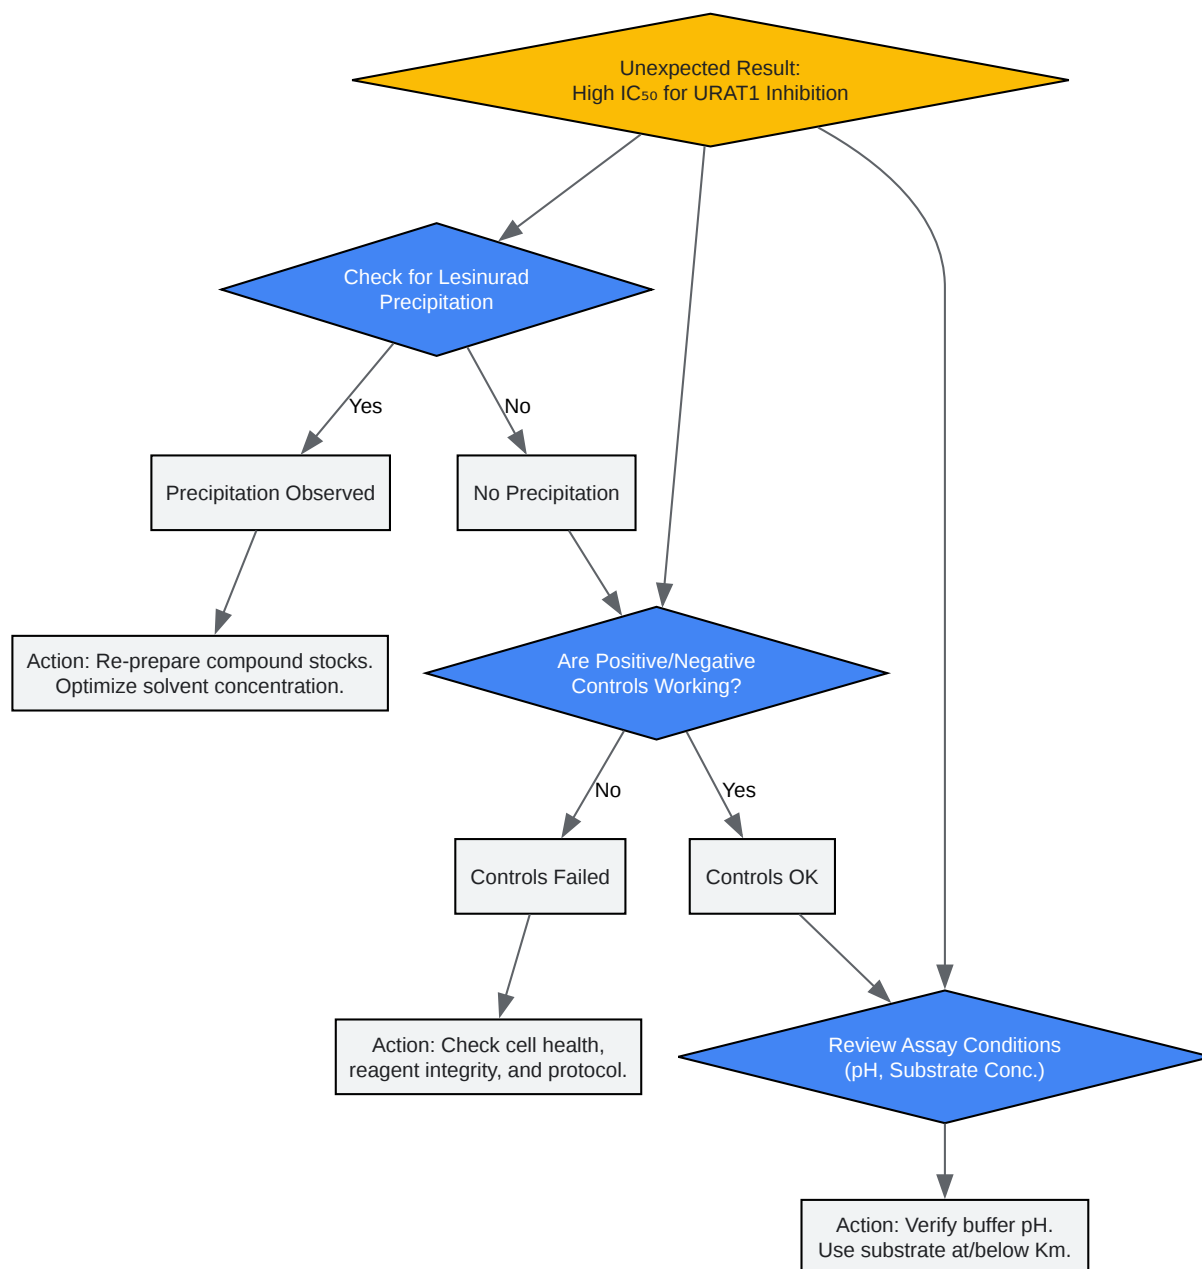 Unexpected Result:
High IC₅₀ for URAT1 Inhibition
Check for Lesinurad
Precipitation
Yes
No
Precipitation Observed
No Precipitation
Action: Re-prepare compound stocks.
Optimize solvent concentration.
Are Positive/Negative
Controls Working?
No
Yes
Controls Failed
Controls OK
Action: Check cell health,
reagent integrity, and protocol.
Review Assay Conditions
(pH, Substrate Conc.)
Action: Verify buffer pH.
Use substrate at/below Km.